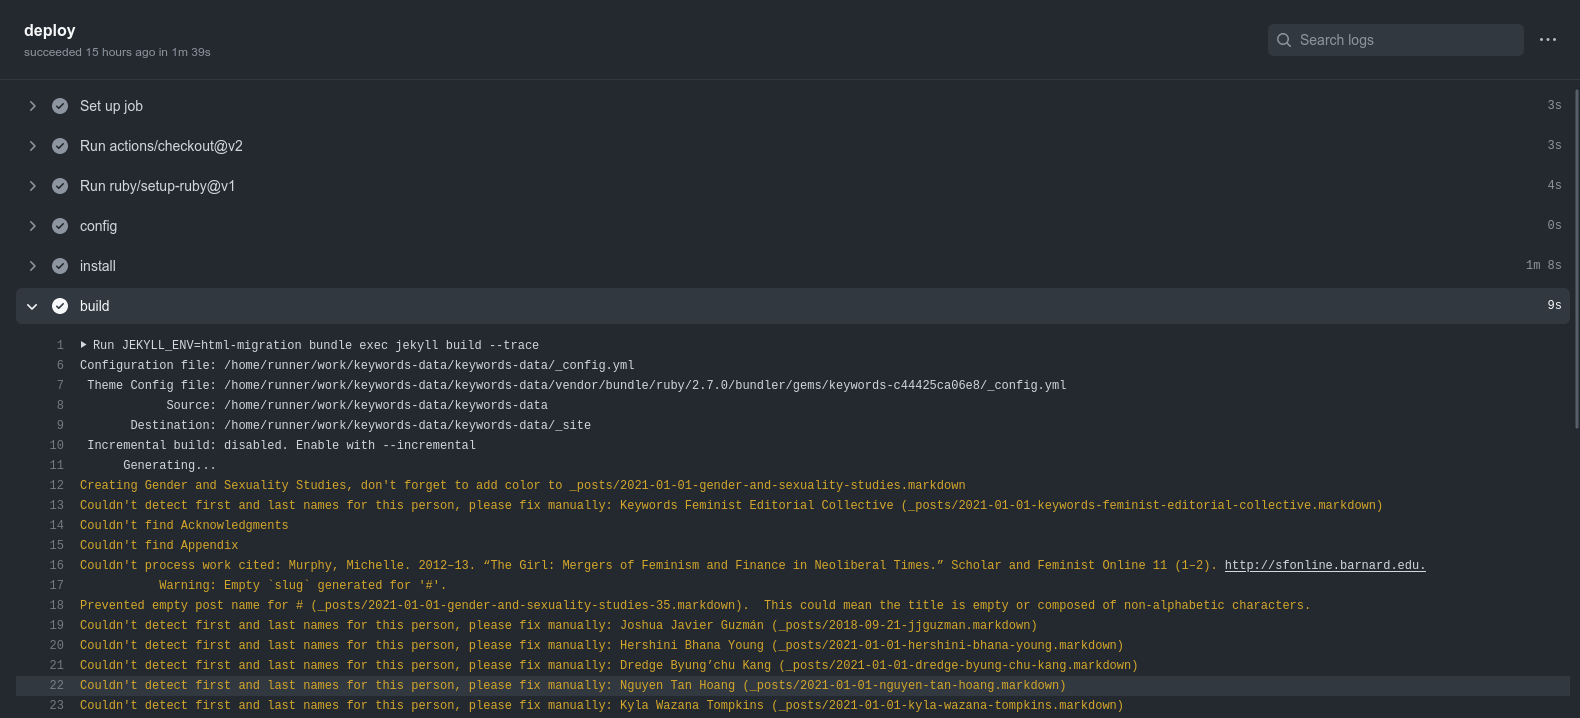 deploy
succeeded 15 hours ago in 1m 39s
Search logs
Set up job 3s
Run actions/checkout@v2 3s
Run ruby/setup-ruby@v1 4s
config 0s
install 1m 8s
build 9s
1 Run JEKYLL_ENV=html-migration bundle exec jekyll build --trace
6 Configuration file: /home/runner/work/keywords-data/keywords-data/_config.yml
7 Theme Config file: /home/runner/work/keywords-data/keywords-data/vendor/bundle/ruby/2.7.0/bundler/gems/keywords-c44425ca06e8/_config.yml
8 Source: /home/runner/work/keywords-data/keywords-data
9 Destination: /home/runner/work/keywords-data/keywords-data/_site
10 Incremental build: disabled. Enable with --incremental
11 Generating...
12 Creating Gender and Sexuality Studies, don't forget to add color to _posts/2021-01-01-gender-and-sexuality-studies.markdown
13 Couldn't detect first and last names for this person, please fix manually: Keywords Feminist Editorial Collective (_posts/2021-01-01-keywords-feminist-editorial-collective.markdown)
14 Couldn't find Acknowledgments
15 Couldn't find Appendix
16 Couldn't process work cited: Murphy, Michelle. 2012–13. “The Girl: Mergers of Feminism and Finance in Neoliberal Times.” Scholar and Feminist Online 11 (1–2). http://sfonline.barnard.edu.
17 Warning: Empty `slug` generated for '#'.
18 Prevented empty post name for # (_posts/2021-01-01-gender-and-sexuality-studies-35.markdown).  This could mean the title is empty or composed of non-alphabetic characters.
19 Couldn't detect first and last names for this person, please fix manually: Joshua Javier Guzmán (_posts/2018-09-21-jjguzman.markdown)
20 Couldn't detect first and last names for this person, please fix manually: Hershini Bhana Young (_posts/2021-01-01-hershini-bhana-young.markdown)
21 Couldn't detect first and last names for this person, please fix manually: Dredge Byung’chu Kang (_posts/2021-01-01-dredge-byung-chu-kang.markdown)
22 Couldn't detect first and last names for this person, please fix manually: Nguyen Tan Hoang (_posts/2021-01-01-nguyen-tan-hoang.markdown)
23 Couldn't detect first and last names for this person, please fix manually: Kyla Wazana Tompkins (_posts/2021-01-01-kyla-wazana-tompkins.markdown)